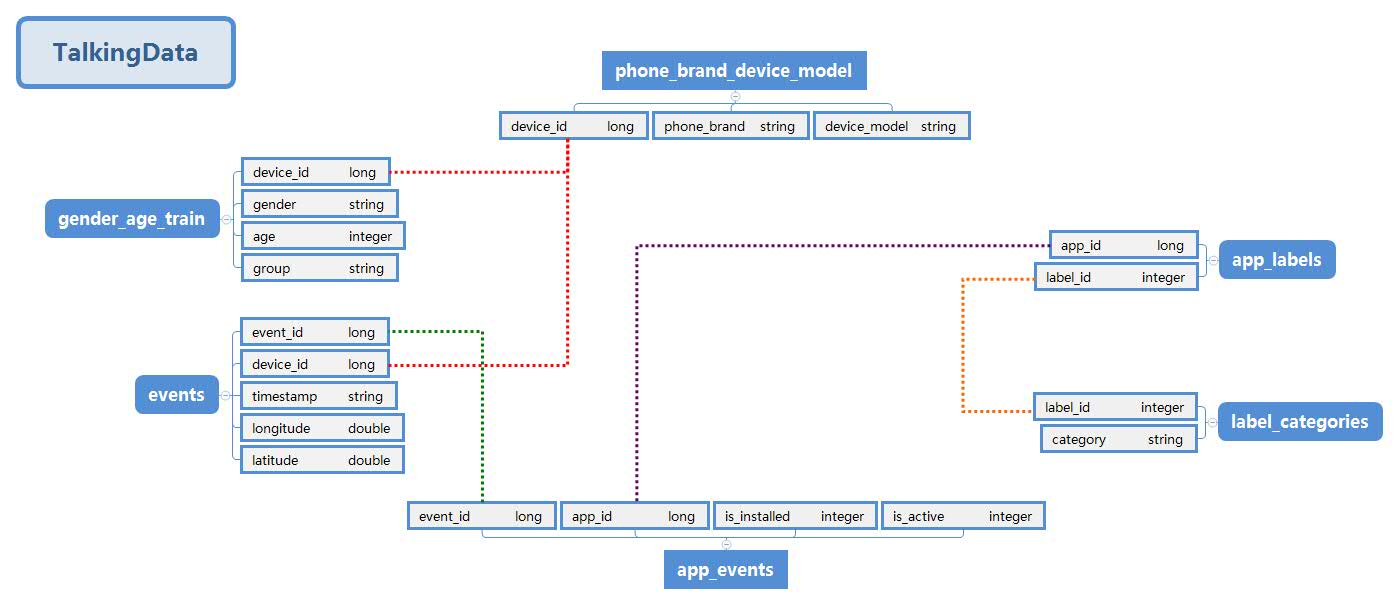 TalkingData
phone_brand_device_model
device_id long
phone_brand string
device_model string
gender_age_train
device_id long
gender string
age integer
group string
app_labels
app_id long
label_id integer
events
event_id long
device_id long
timestamp string
longitude double
latitude double
label_categories
label_id integer
category string
event_id long
app_id long
is_installed integer
is_active integer
app_events